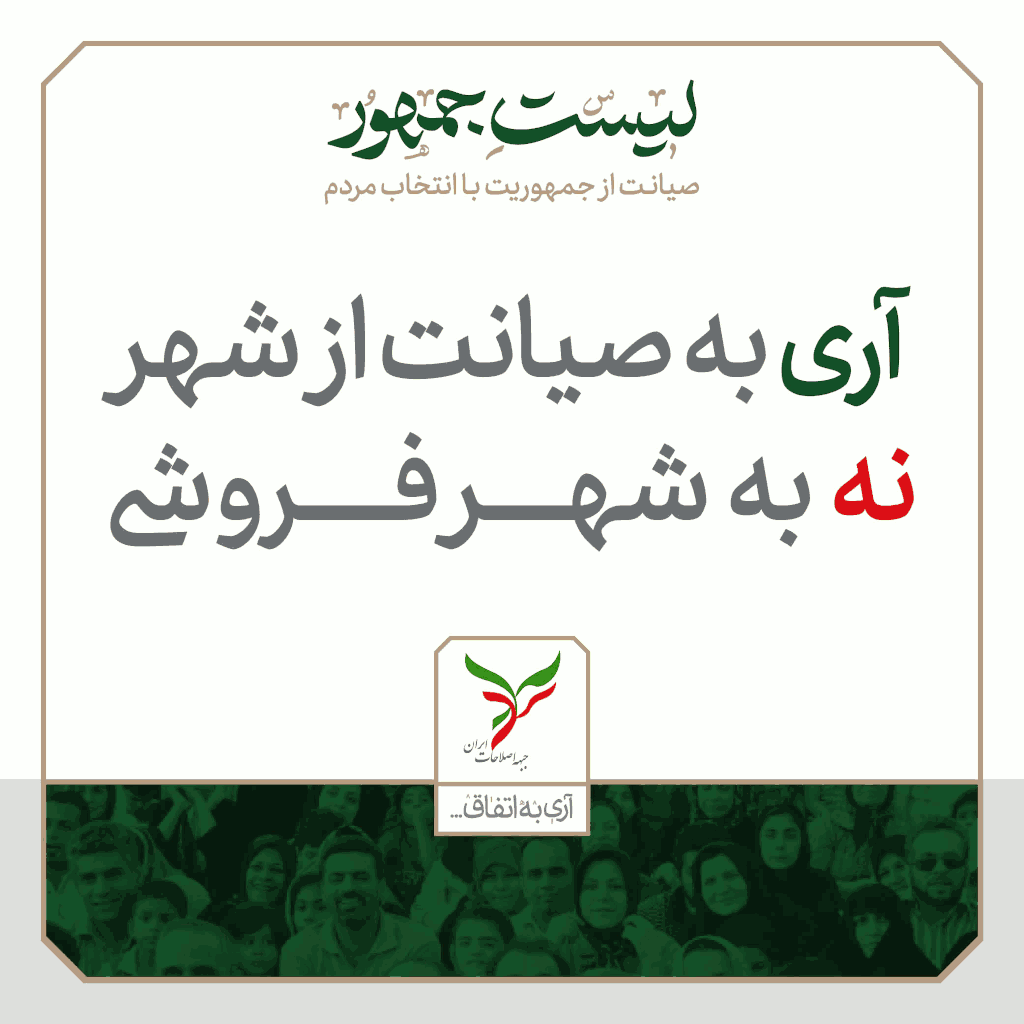 لیستِ جمهور
صیانت از جمهوریت با انتخاب مردم
آری به صیانت از شهر
نه به شهرفروشی
جبهه اصلاحات ایران
آری به اتفاق...